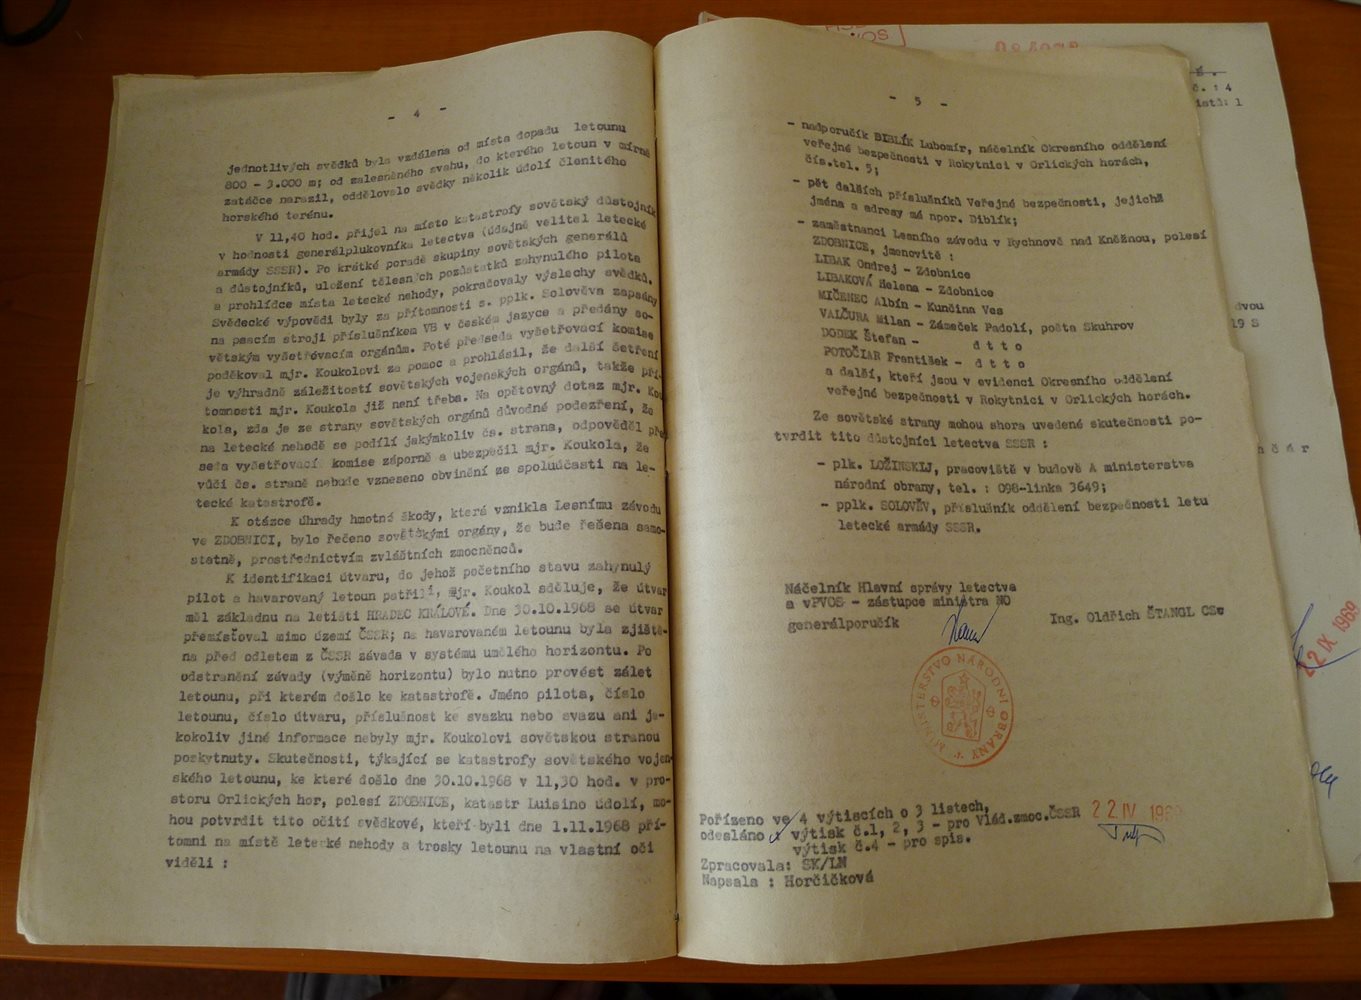 - 4 -
jednotlivých svědků byla vzdálena od místa dopadu letounu
800 - 3.000 m; od zalesněného svahu, do kterého letoun v mírné
zatáčce narazil, oddělovalo svědky několik údolí členitého
horského terénu.
V 11,40 hod. přijel na místo katastrofy sovětský důstojník
v hodnosti generálplukovníka letectva (údajně velitel letecké
armády SSSR). Po krátké poradě skupiny sovětských generálů
a důstojníků, uložení tělesných pozůstatků zahynulého pilota
a prohlídce místa letecké nehody, pokračovaly výslechy svědků.
Svědecké výpovědi byly za přítomnosti s. pplk. Solověva zapsány
na psacím stroji příslušníkem VB v českém jazyce a předány so-
větským vyšetřovacím orgánům. Poté předseda vyšetřovací komise
poděkoval mjr. Koukolovi za pomoc a prohlásil, že další šetření
je výhradně záležitostí sovětských vojenských orgánů, takže pří-
tomnosti mjr. Koukola již není třeba. Na opětovný dotaz mjr. Kou
kola, zda je ze strany sovětských orgánů důvodné podezření, že
na letecké nehodě se podílí jakýmkoliv čs. strana, odpověděl pře
seda vyšetřovací komise záporně a ubezpečil mjr. Koukola, že
vůči čs. straně nebude vzneseno obvinění ze spoluúčasti na le-
tecké katastrofě.
K otázce úhrady hmotné škody, která vznikla Lesnímu závodu
ve ZDOBNICI, bylo řečeno sovětskými orgány, že bude řešena samo-
statně, prostřednictvím zvláštních zmocněnců.
K identifikaci útvaru, do jehož početního stavu zahynulý
pilot a havarovaný letoun patřili, mjr. Koukol sděluje, že útvar
měl základnu na letišti HRADEC KRÁLOVÉ. Dne 30.10.1968 se útvar
přemísťoval mimo území ČSSR; na havarovaném letounu byla zjiště-
na před odletem z ČSSR závada v systému umělého horizontu. Po
odstranění závady (výměně horizontu) bylo nutno provést zálet
letounu, při kterém došlo ke katastrofě. Jméno pilota, číslo
letounu, číslo útvaru, příslušnost ke svazku nebo svazu ani ja-
kokoliv jiné informace nebyly mjr. Koukolovi sovětskou stranou
poskytnuty. Skutečnosti, týkající se katastrofy sovětského vojen
ského letounu, ke které došlo dne 30.10.1968 v 11,30 hod. v pro-
storu Orlických hor, polesí ZDOBNICE, katastr Luisino údolí, mo-
hou potvrdit tito očití svědkové, kteří byli dne 1.11.1968 pří-
tomni na místě letecké nehody a trosky letounu na vlastní oči
viděli :
- 5 -
- nadporučík BIBLÍK Lubomír, náčelník Okresního oddělení
veřejné bezpečnosti v Rokytnici v Orlických horách,
čís.tel. 5;
- pět dalších příslušníků Veřejné bezpečnosti, jejichž
jména a adresy má npor. Diblík;
- zaměstnanci Lesního závodu v Rychnově nad Kněžnou, polesí
ZDOBNICE, jmenovitě :
LIBAK Ondrej - Zdobnice
LIBAKOVÁ Helena - Zdobnice
MIČENEC Albín - Kunčina Ves
VALČURA Milan - Zámeček Padolí, pošta Skuhrov
DODEK Štefan - d t t o
POTOČIAR František - d t t o
a další, kteří jsou v evidenci Okresního oddělení
veřejné bezpečnosti v Rokytnici v Orlických horách.
Ze sovětské strany mohou shora uvedené skutečnosti po-
tvrdit tito důstojníci letectva SSSR :
- plk. LOŽINSKIJ, pracoviště v budově A ministerstva
národní obrany, tel. : 098-linka 3649;
- pplk. SOLOVĚV, příslušník oddělení bezpečnosti letu
letecké armády SSSR.
Náčelník Hlavní správy letectva
a vPVOS - zástupce ministra NO
generálporučík
Ing. Oldřich ŠTANGL CSc
MINISTERSTVO NÁRODNÍ OBRANY
Pořízeno ve 4 výtiscích o 3 listech,
odesláno výtisk č.1, 2, 3 - pro Vlád.zmoc.ČSSR 22.IV 196
výtisk č.4 - pro spis.
Zpracovala: SK/LN
Napsala : Horčičková
č. : 4
istů: 1
dvou
19 S
n č á r
22 IX 1969